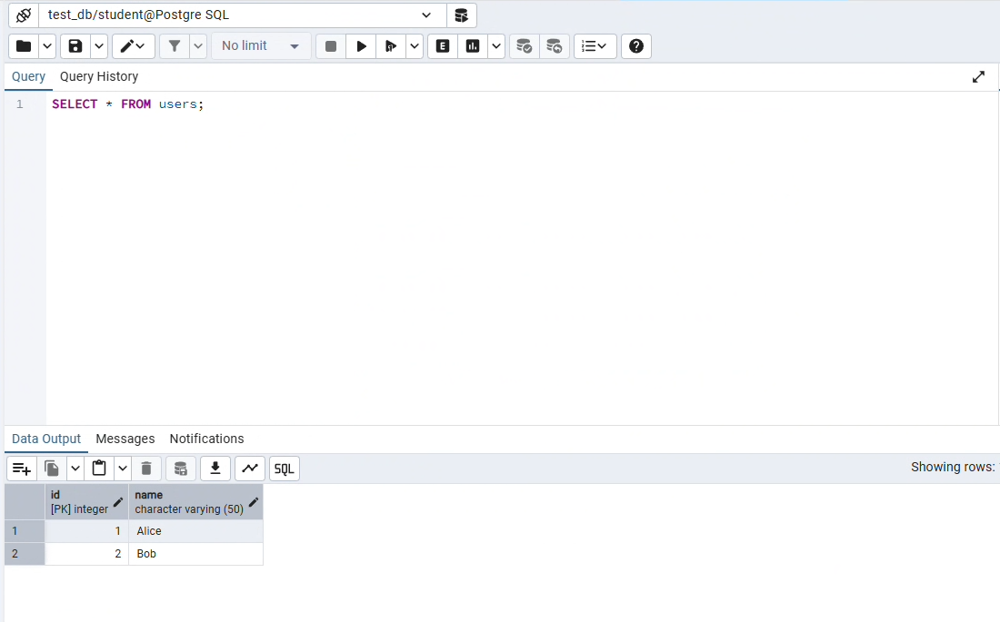 test_db/student@Postgre SQL
No limit
E
Query Query History
1 SELECT * FROM users;
Data Output Messages Notifications
SQL Showing rows:
id name
[PK] integer character varying (50)
1 1 Alice
2 2 Bob